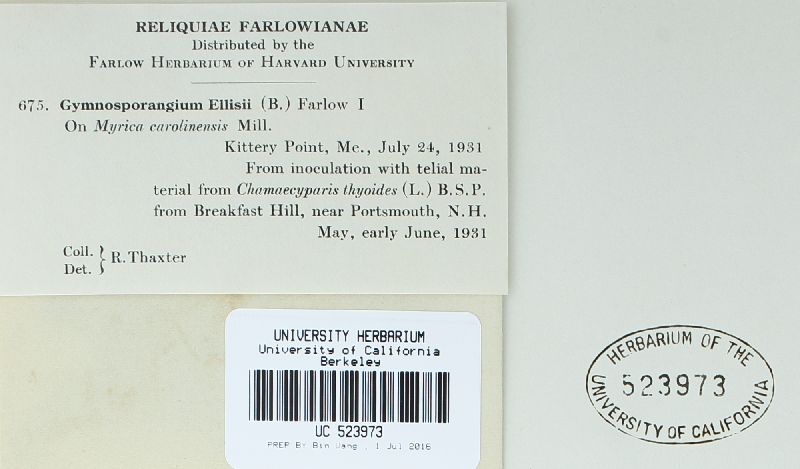 RELIQUIAE FARLOWIANAE
Distributed by the
FARLOW HERBARIUM OF HARVARD UNIVERSITY
675. Gymnosporangium Ellisii (B.) Farlow I
On Myrica carolinensis Mill.
Kittery Point, Me., July 24, 1931
From inoculation with telial ma-
terial from Chamaecyparis thyoides (L.) B.S.P.
from Breakfast Hill, near Portsmouth, N.H.
May, early June, 1931
Coll. } R. Thaxter
Det.
UNIVERSITY HERBARIUM
University of California
Berkeley
UC 523973
PREP BY Bin Wang , 1 Jul 2016
HERBARIUM OF THE
523973
UNIVERSITY OF CALIFORNIA